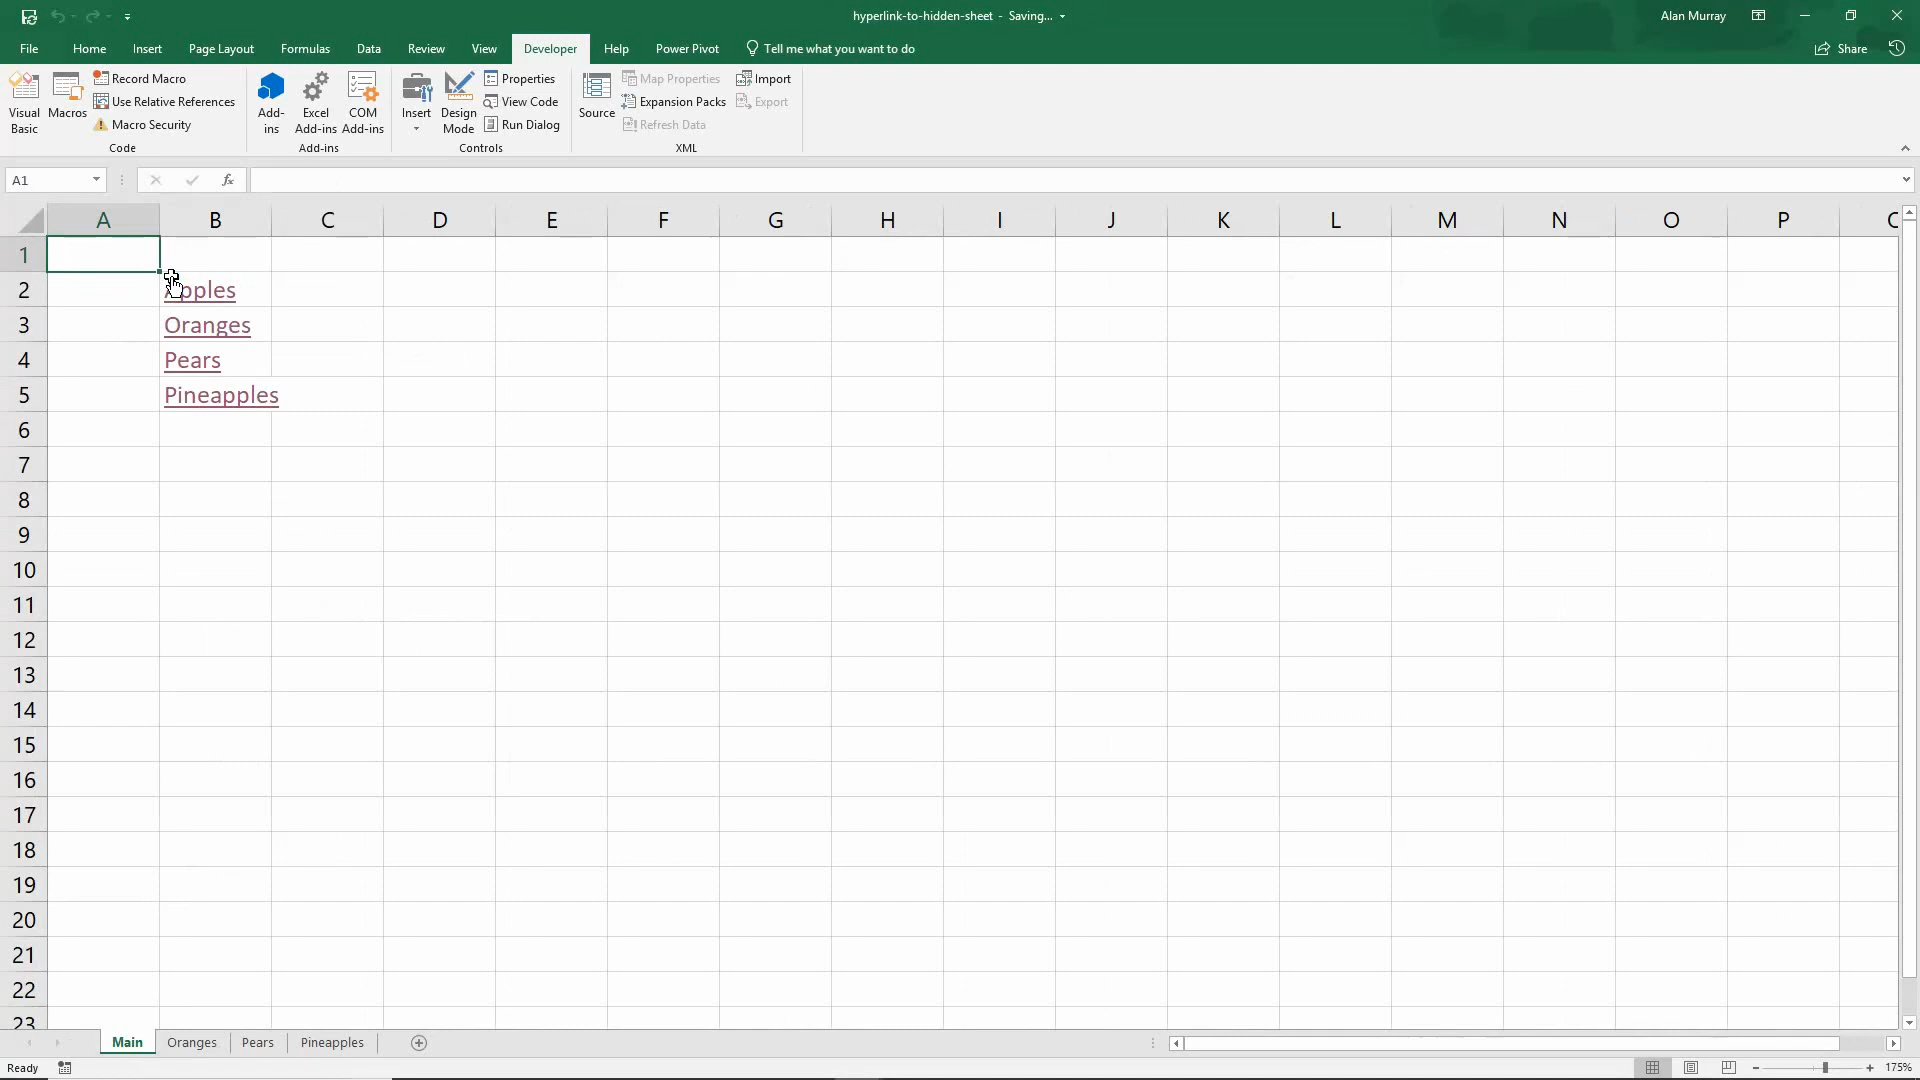 hyperlink-to-hidden-sheet - Saving...
Alan Murray
File Home Insert Page Layout Formulas Data Review View Developer Help Power Pivot Tell me what you want to do Share
Visual Basic
Macros
Record Macro
Use Relative References
Macro Security
Code
Add-ins
Excel Add-ins
COM Add-ins
Add-ins
Insert
Design Mode
Properties
View Code
Run Dialog
Controls
Source
Map Properties
Expansion Packs
Refresh Data
Import
Export
XML
A1 fx
A B C D E F G H I J K L M N O P
1
2 Apples
3 Oranges
4 Pears
5 Pineapples
6
7
8
9
10
11
12
13
14
15
16
17
18
19
20
21
22
23
Main Oranges Pears Pineapples
Ready 175%